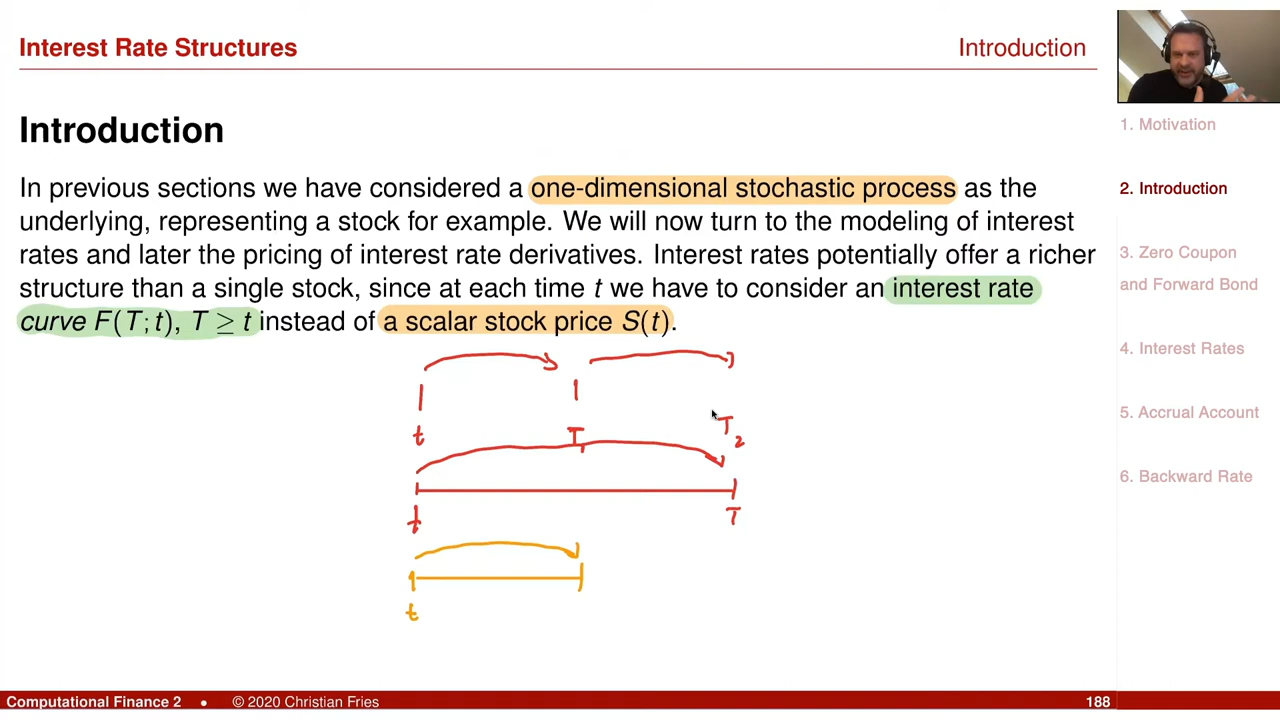 Interest Rate Structures
Introduction
Introduction
In previous sections we have considered a one-dimensional stochastic process as the
underlying, representing a stock for example. We will now turn to the modeling of interest
rates and later the pricing of interest rate derivatives. Interest rates potentially offer a richer
structure than a single stock, since at each time t we have to consider an interest rate
curve F(T; t), T ≥ t instead of a scalar stock price S(t).
t T₁ T₂
t T
t
1. Motivation
2. Introduction
3. Zero Coupon
and Forward Bond
4. Interest Rates
5. Accrual Account
6. Backward Rate
Computational Finance 2 • © 2020 Christian Fries
188